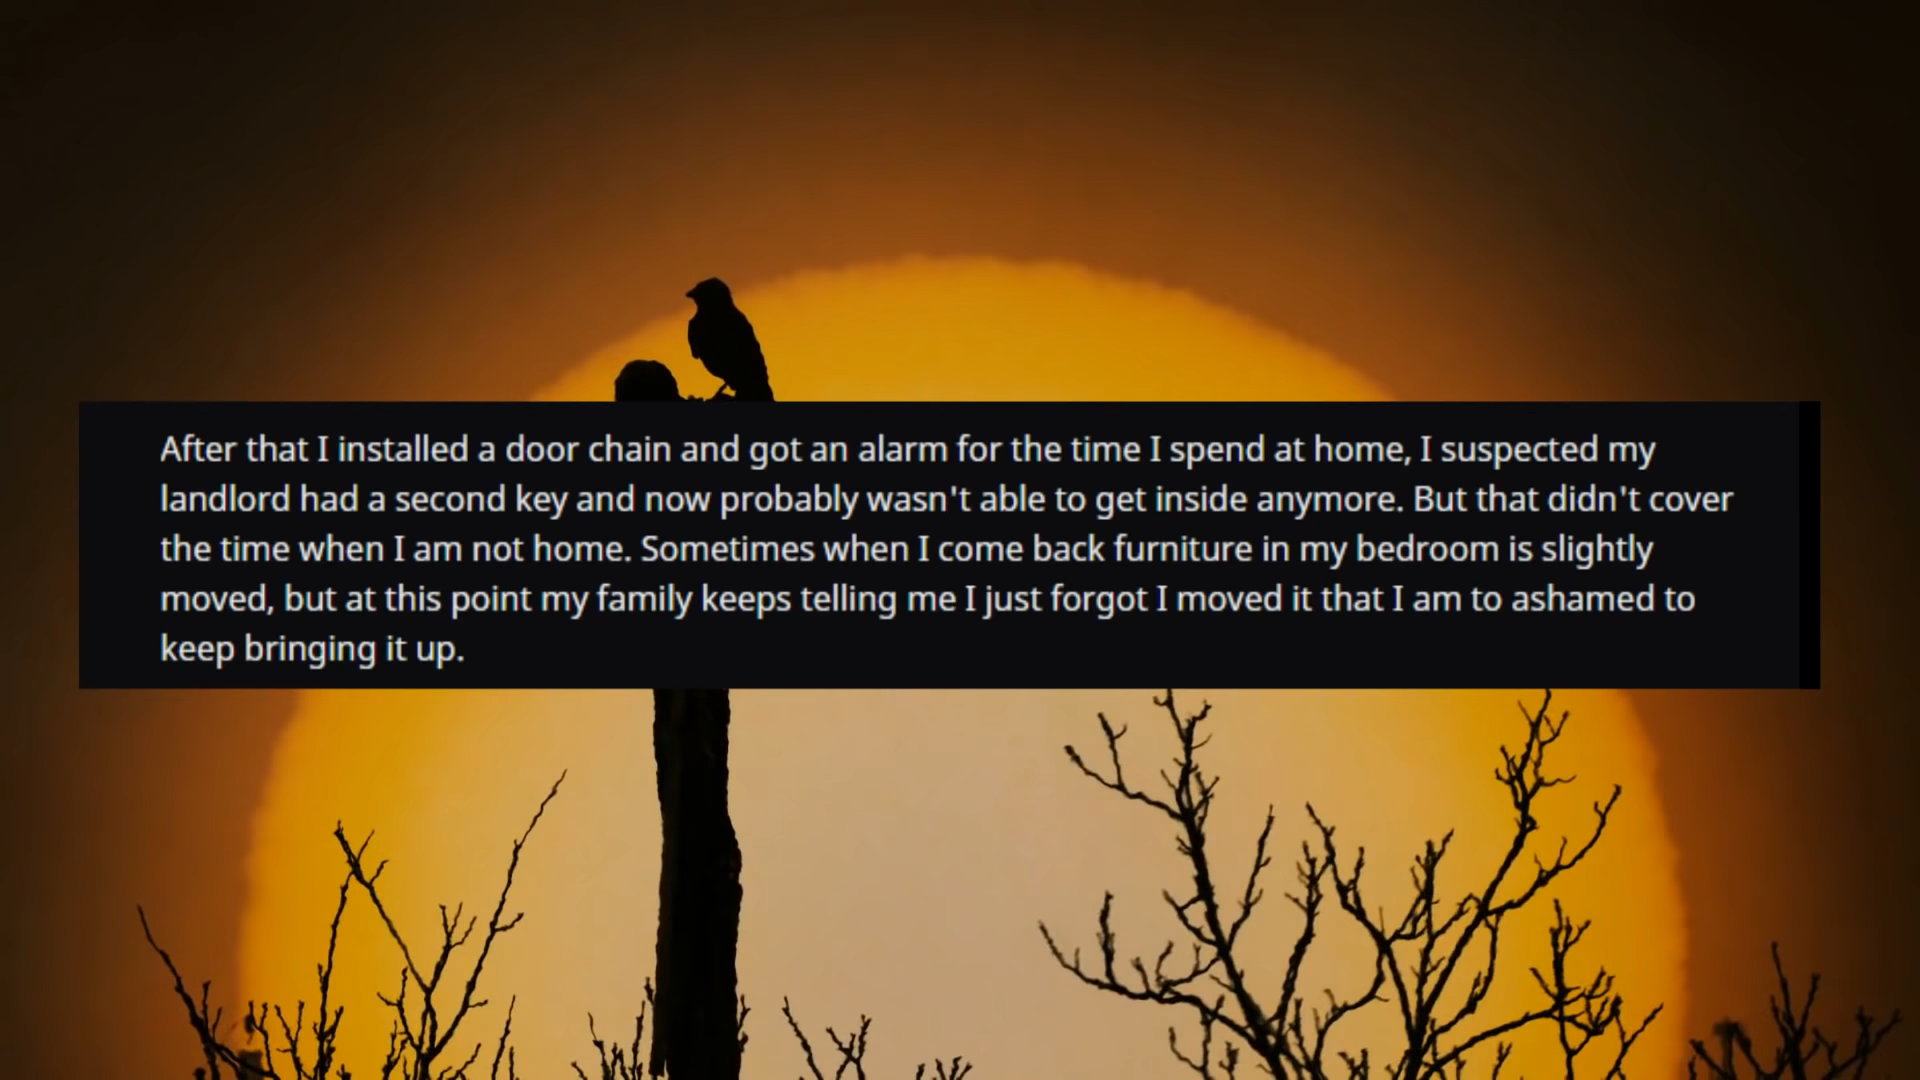 After that I installed a door chain and got an alarm for the time I spend at home, I suspected my
landlord had a second key and now probably wasn't able to get inside anymore. But that didn't cover
the time when I am not home. Sometimes when I come back furniture in my bedroom is slightly
moved, but at this point my family keeps telling me I just forgot I moved it that I am to ashamed to
keep bringing it up.